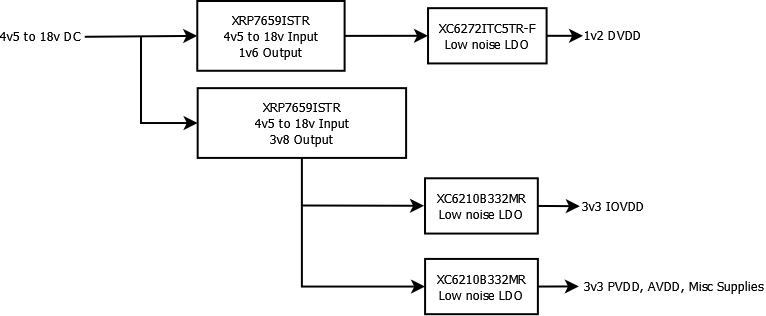 4v5 to 18v DC
XRP7659ISTR
4v5 to 18v Input
1v6 Output
XC6272ITC5TR-F
Low noise LDO
1v2 DVDD
XRP7659ISTR
4v5 to 18v Input
3v8 Output
XC6210B332MR
Low noise LDO
3v3 IOVDD
XC6210B332MR
Low noise LDO
3v3 PVDD, AVDD, Misc Supplies